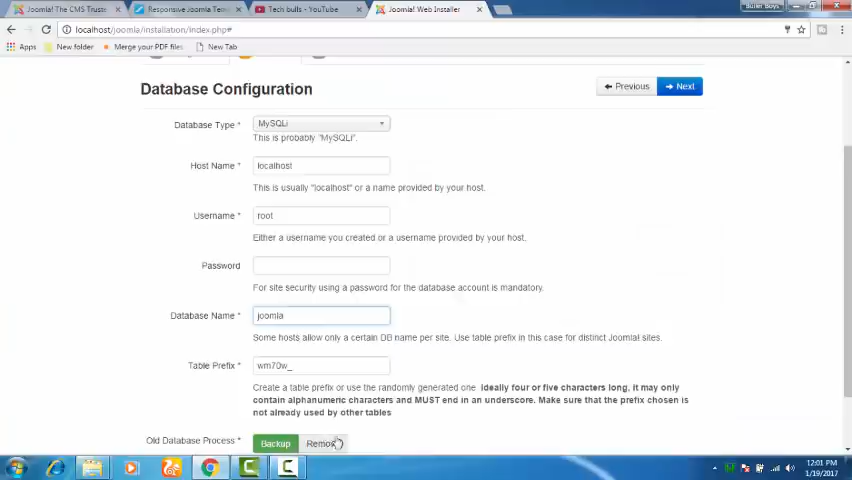 Joomla! The CMS Truste
Responsive Joomla Tem
Tech bulls - YouTube
Joomla! Web Installer
Bullet Boys
localhost/joomla/installation/index.php#
Apps
New folder
Merge your PDF files
New Tab
Database Configuration
Previous
Next
Database Type *
MySQLi
This is probably "MySQLi".
Host Name *
localhost
This is usually "localhost" or a name provided by your host.
Username *
root
Either a username you created or a username provided by your host.
Password
For site security using a password for the database account is mandatory.
Database Name *
joomla
Some hosts allow only a certain DB name per site. Use table prefix in this case for distinct Joomla! sites.
Table Prefix *
wm70w_
Create a table prefix or use the randomly generated one ideally four or five characters long, it may only
contain alphanumeric characters and MUST end in an underscore. Make sure that the prefix chosen is
not already used by other tables
Old Database Process *
Backup
Remove
12:01 PM
1/19/2017